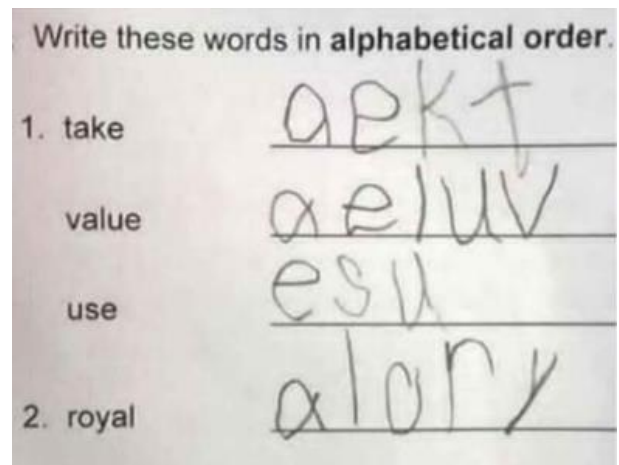 Write these words in alphabetical order.
1. take aekt
value aeluv
use esu
2. royal alory